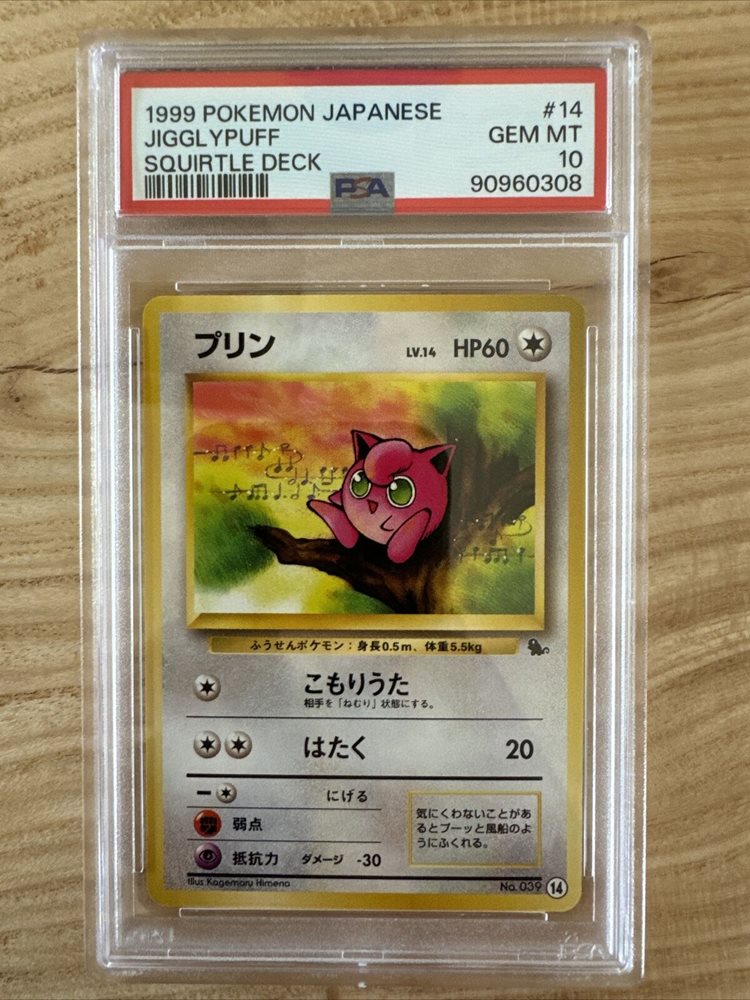 1999 POKEMON JAPANESE #14
JIGGLYPUFF GEM MT
SQUIRTLE DECK 10
PSA 90960308
プリン LV.14 HP60
ふうせんポケモン：身長0.5m、体重5.5kg
こもりうた
相手を「ねむり」状態にする。
はたく 20
にげる
弱点
抵抗力 ダメージ -30
気にくわないことがあ
るとプーッと風船のよ
うにふくれる。
Illus Kagemaru Himeno No. 039 14